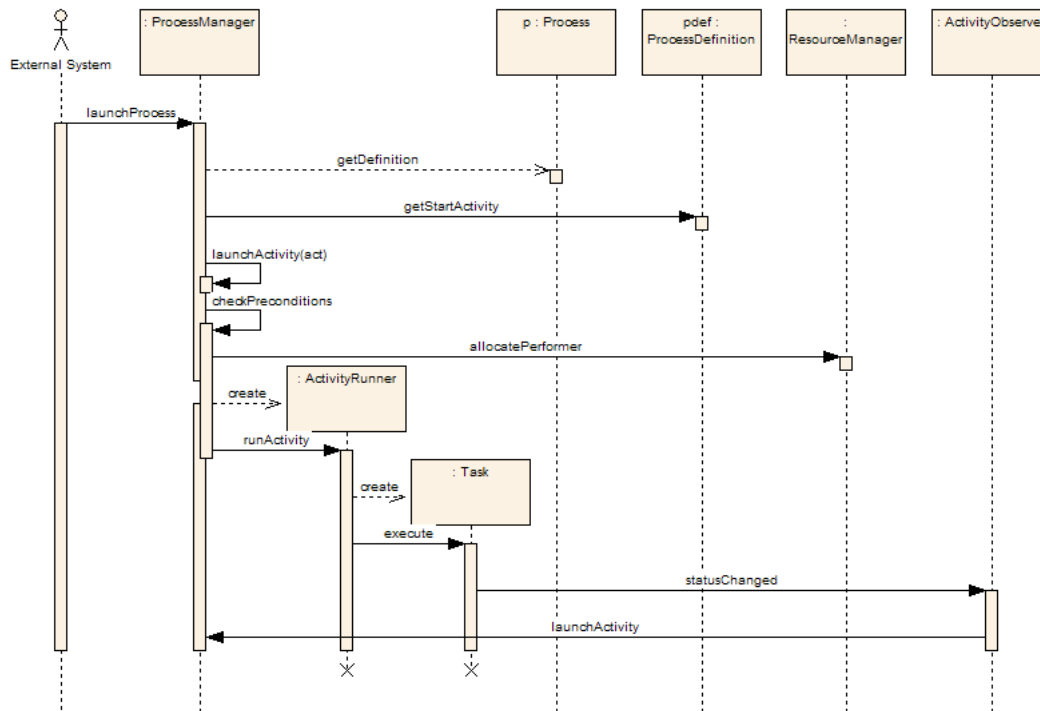 : ProcessManager
p : Process
pdef :
ProcessDefinition
:
ResourceManager
: ActivityObserve
External System
launchProcess
getDefinition
getStartActivity
launchActivity(act)
checkPreconditions
allocatePerformer
: ActivityRunner
create
runActivity
: Task
create
execute
statusChanged
launchActivity